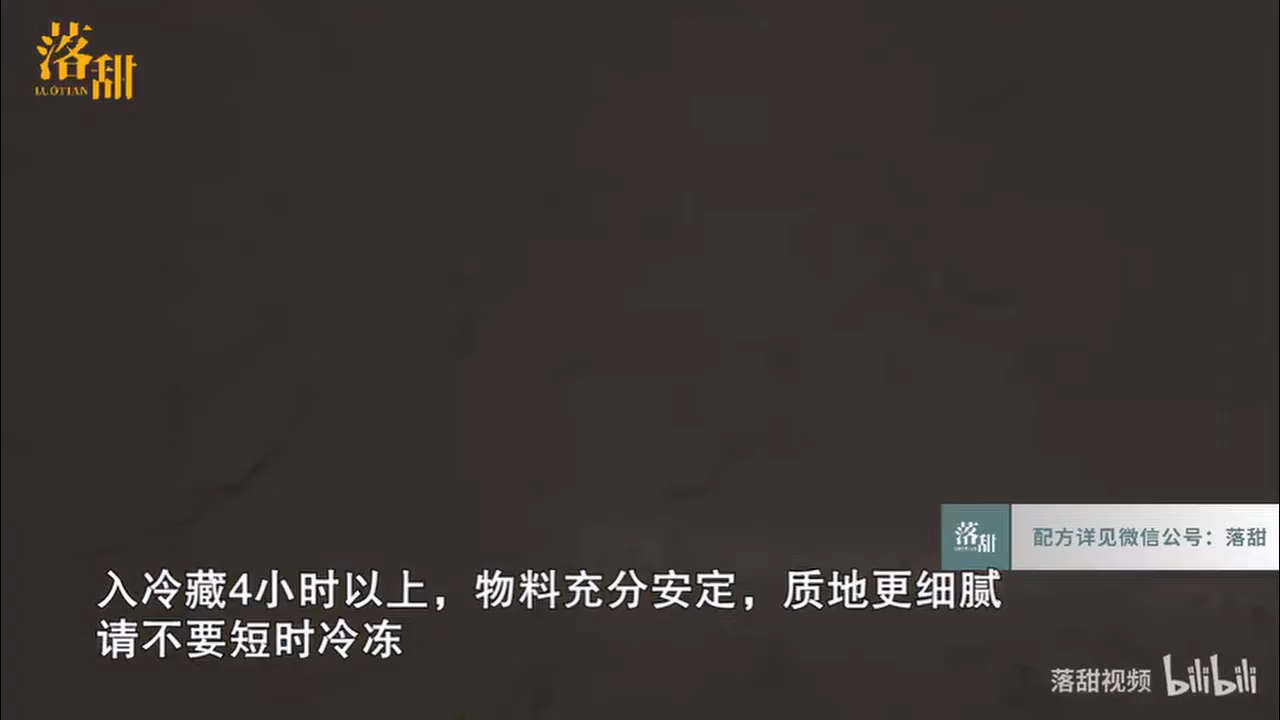 落甜
LUOTIAN
落甜
配方详见微信公号：落甜
入冷藏4小时以上，物料充分安定，质地更细腻
请不要短时冷冻
落甜视频 bilibili